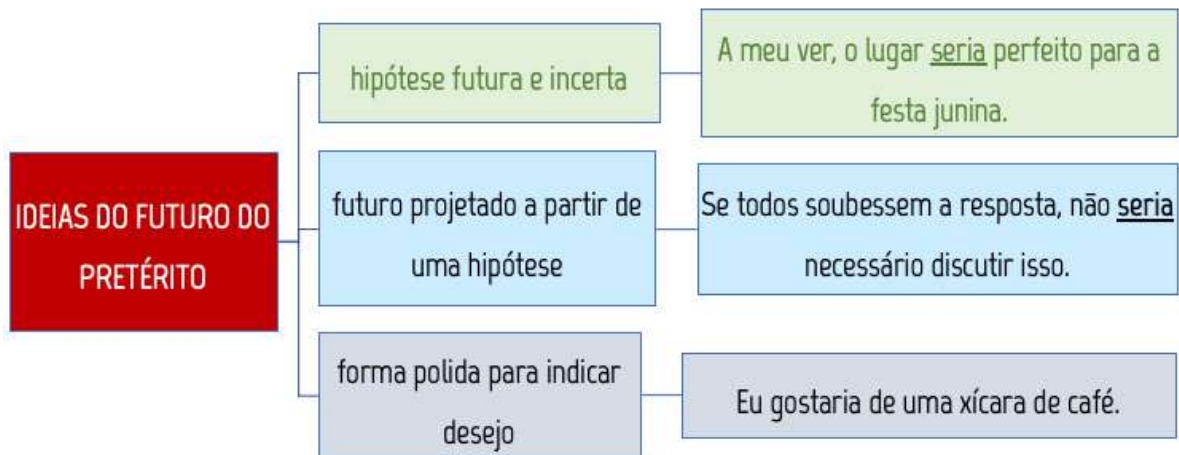 IDEIAS DO FUTURO DO
PRETÉRITO
hipótese futura e incerta
A meu ver, o lugar seria perfeito para a
festa junina.
futuro projetado a partir de
uma hipótese
Se todos soubessem a resposta, não seria
necessário discutir isso.
forma polida para indicar
desejo
Eu gostaria de uma xícara de café.